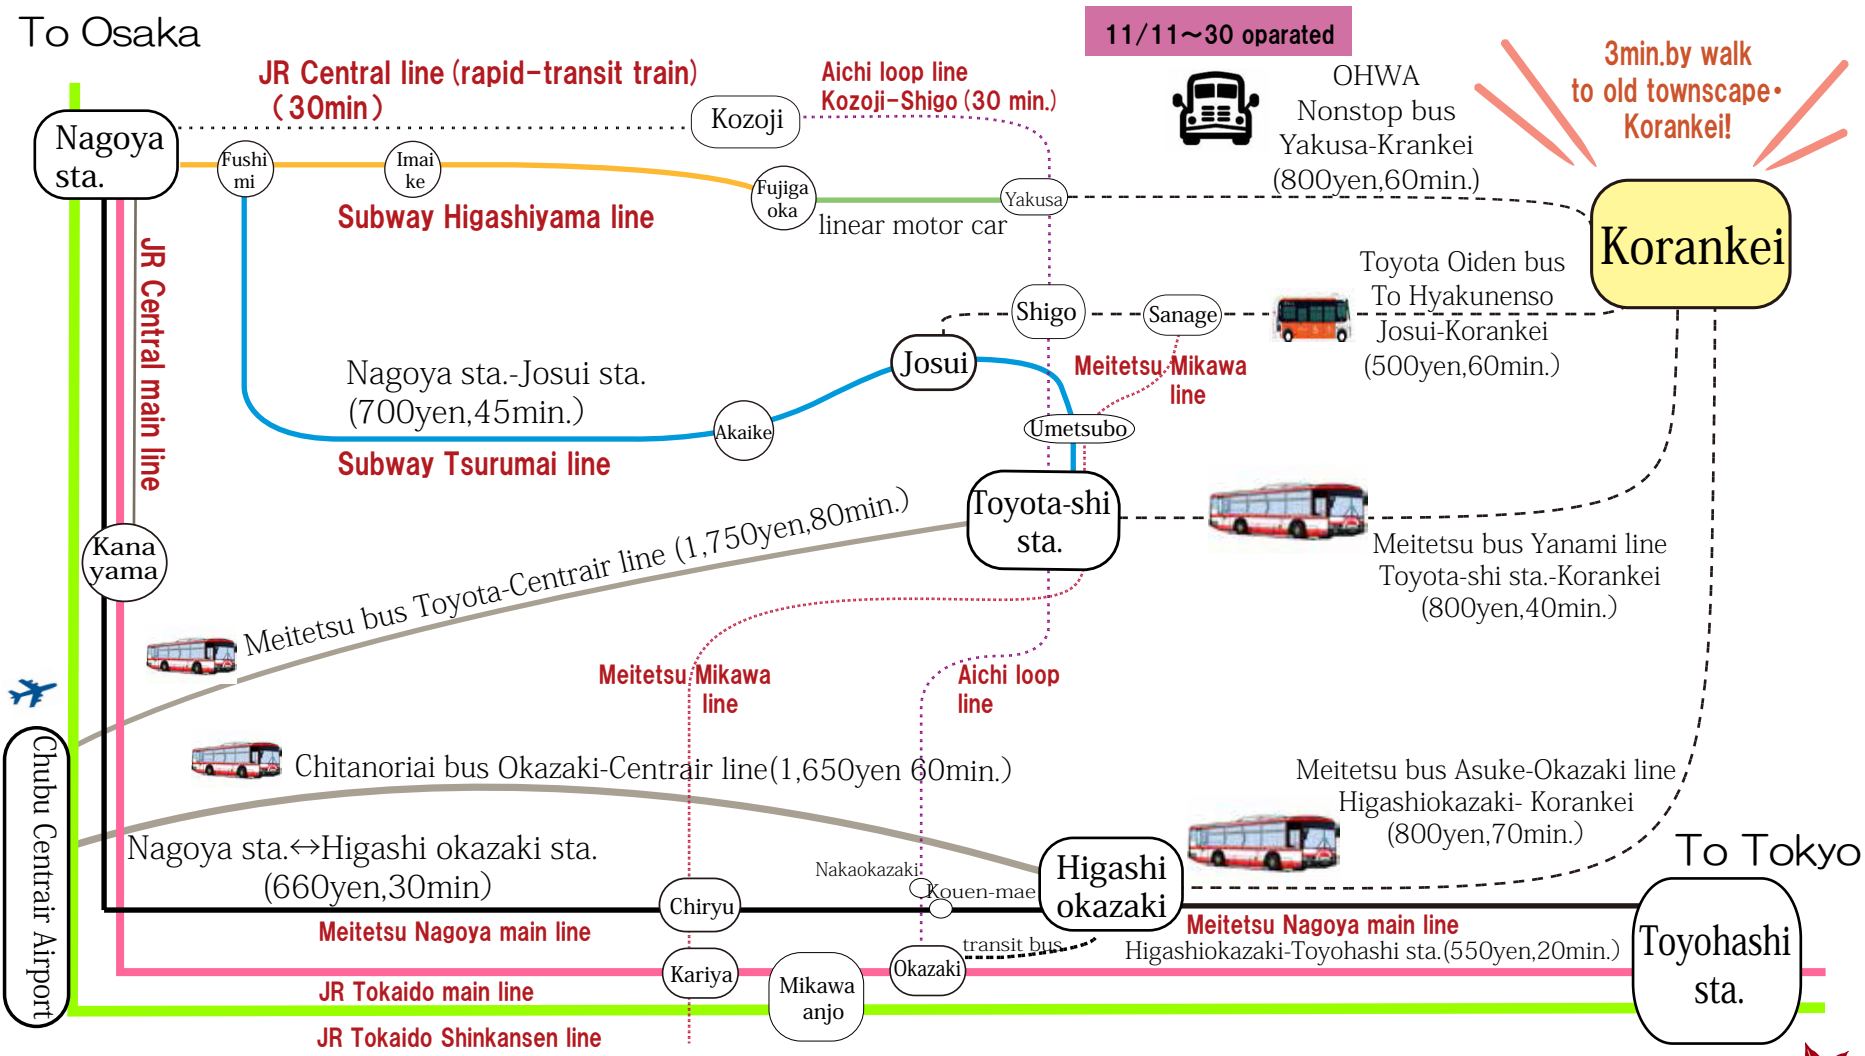 To Osaka
11/11～30 oparated
JR Central line (rapid-transit train)
(30min)
Aichi loop line
Kozoji-Shigo (30 min.)
OHWA
Nonstop bus
Yakusa-Krankei
(800yen,60min.)
3min.by walk
to old townscape・
Korankei!
Nagoya
sta.
Kozoji
Fushi
mi
Imai
ke
Fujiga
oka
Yakusa
Subway Higashiyama line
linear motor car
Korankei
JR Central main line
Toyota Oiden bus
To Hyakunenso
Josui-Korankei
(500yen,60min.)
Shigo
Sanage
Josui
Meitetsu Mikawa
line
Nagoya sta.-Josui sta.
(700yen,45min.)
Akaike
Umetsubo
Subway Tsurumai line
Toyota-shi
sta.
Kana
yama
Meitetsu bus Toyota-Centrair line (1,750yen,80min.)
Meitetsu bus Yanami line
Toyota-shi sta.-Korankei
(800yen,40min.)
Meitetsu Mikawa
line
Aichi loop
line
Chubu Centrair Airport
Chitanoriai bus Okazaki-Centrair line(1,650yen 60min.)
Meitetsu bus Asuke-Okazaki line
Higashiokazaki- Korankei
(800yen,70min.)
Nagoya sta.↔Higashi okazaki sta.
(660yen,30min)
Nakaokazaki
Kouen-mae
Higashi
okazaki
To Tokyo
Chiryu
Meitetsu Nagoya main line
Meitetsu Nagoya main line
transit bus
Higashiokazaki-Toyohashi sta.(550yen,20min.)
Toyohashi
sta.
Kariya
Okazaki
Mikawa
anjo
JR Tokaido main line
JR Tokaido Shinkansen line